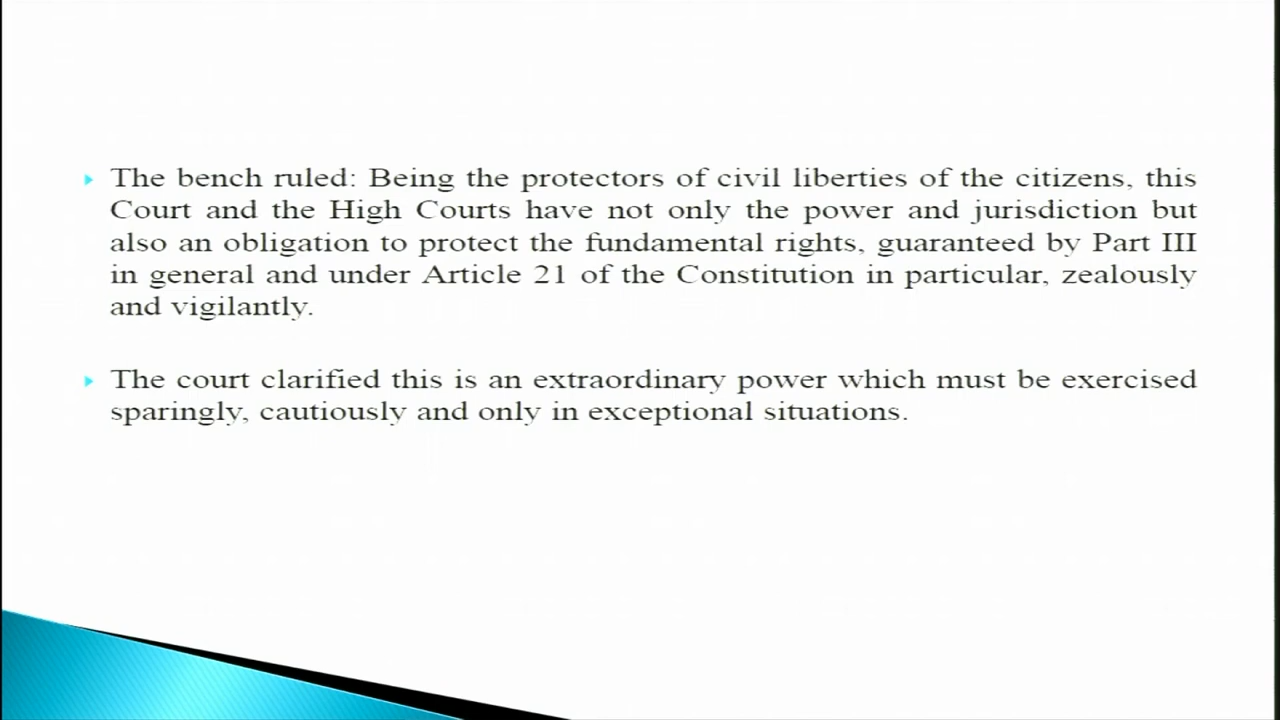 The bench ruled: Being the protectors of civil liberties of the citizens, this
Court and the High Courts have not only the power and jurisdiction but
also an obligation to protect the fundamental rights, guaranteed by Part III
in general and under Article 21 of the Constitution in particular, zealously
and vigilantly.
The court clarified this is an extraordinary power which must be exercised
sparingly, cautiously and only in exceptional situations.